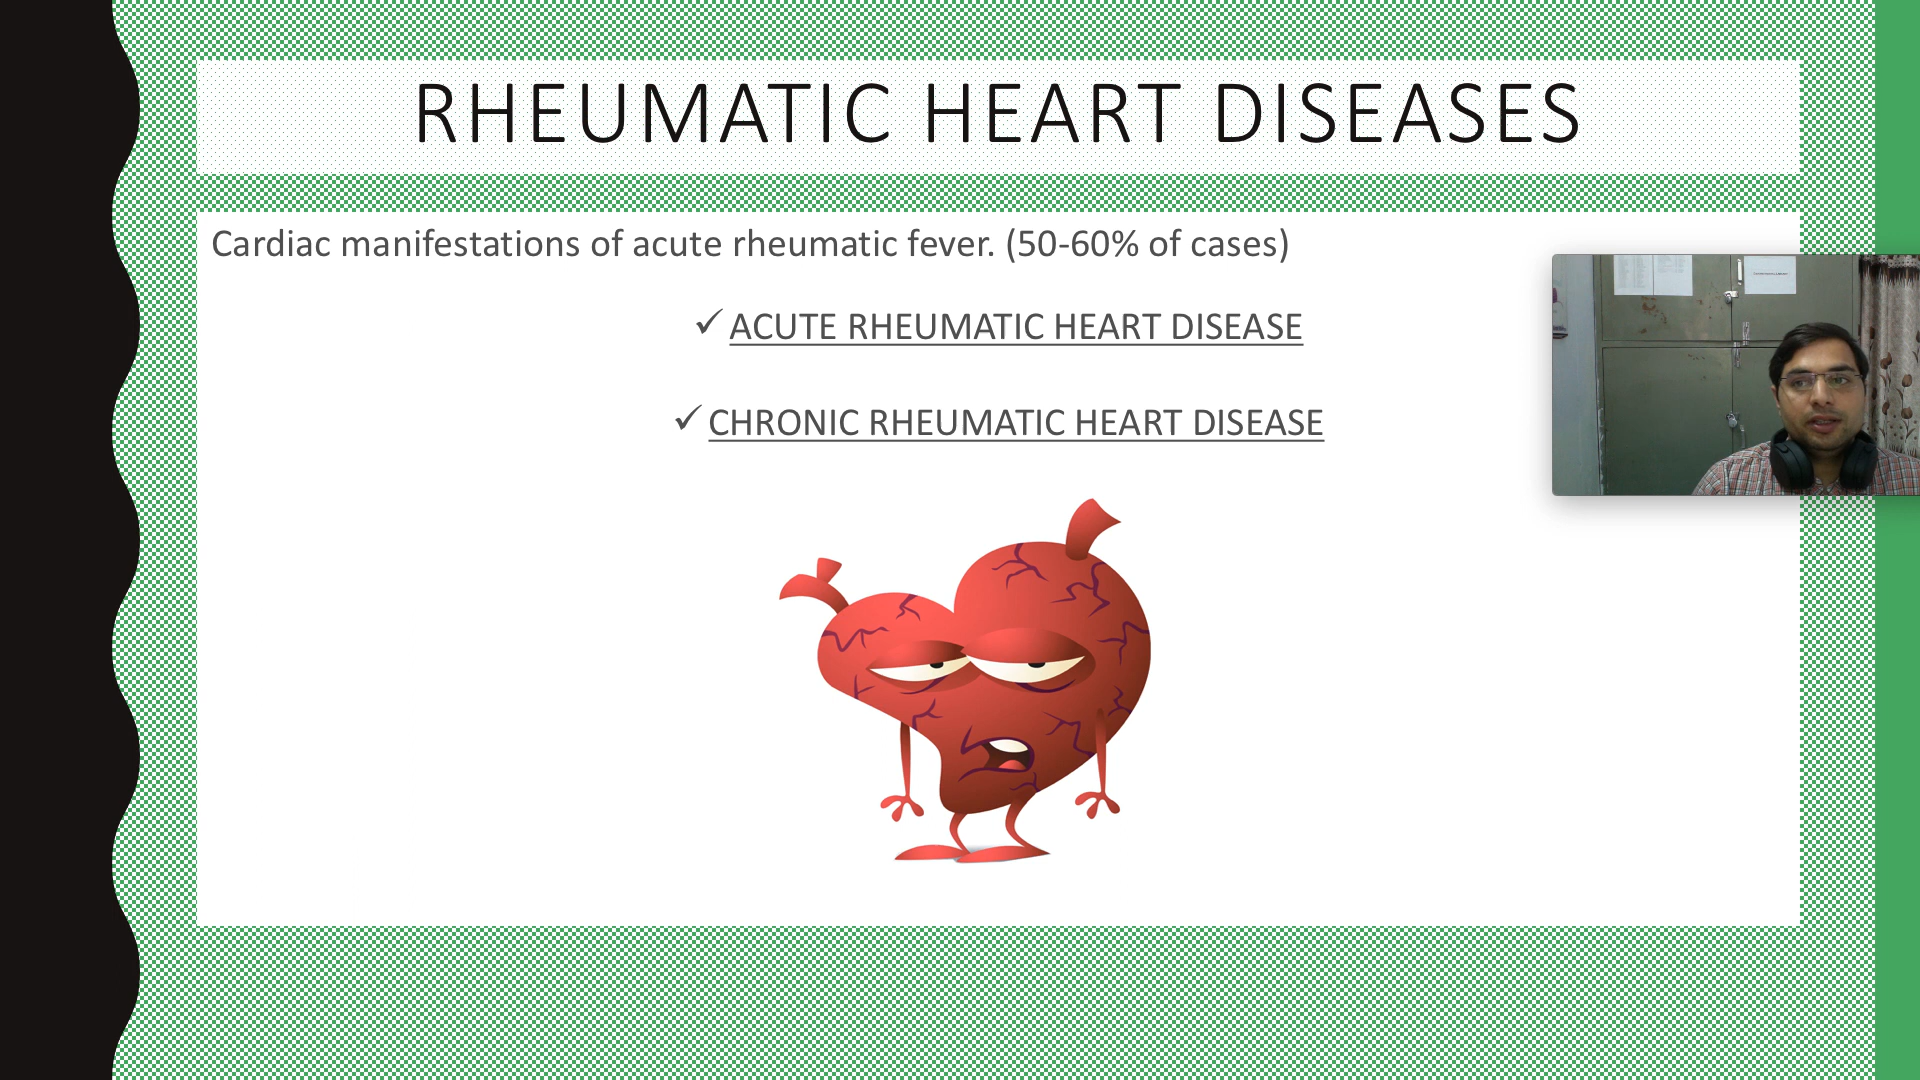 RHEUMATIC HEART DISEASES
Cardiac manifestations of acute rheumatic fever. (50-60% of cases)
✓ ACUTE RHEUMATIC HEART DISEASE
✓ CHRONIC RHEUMATIC HEART DISEASE